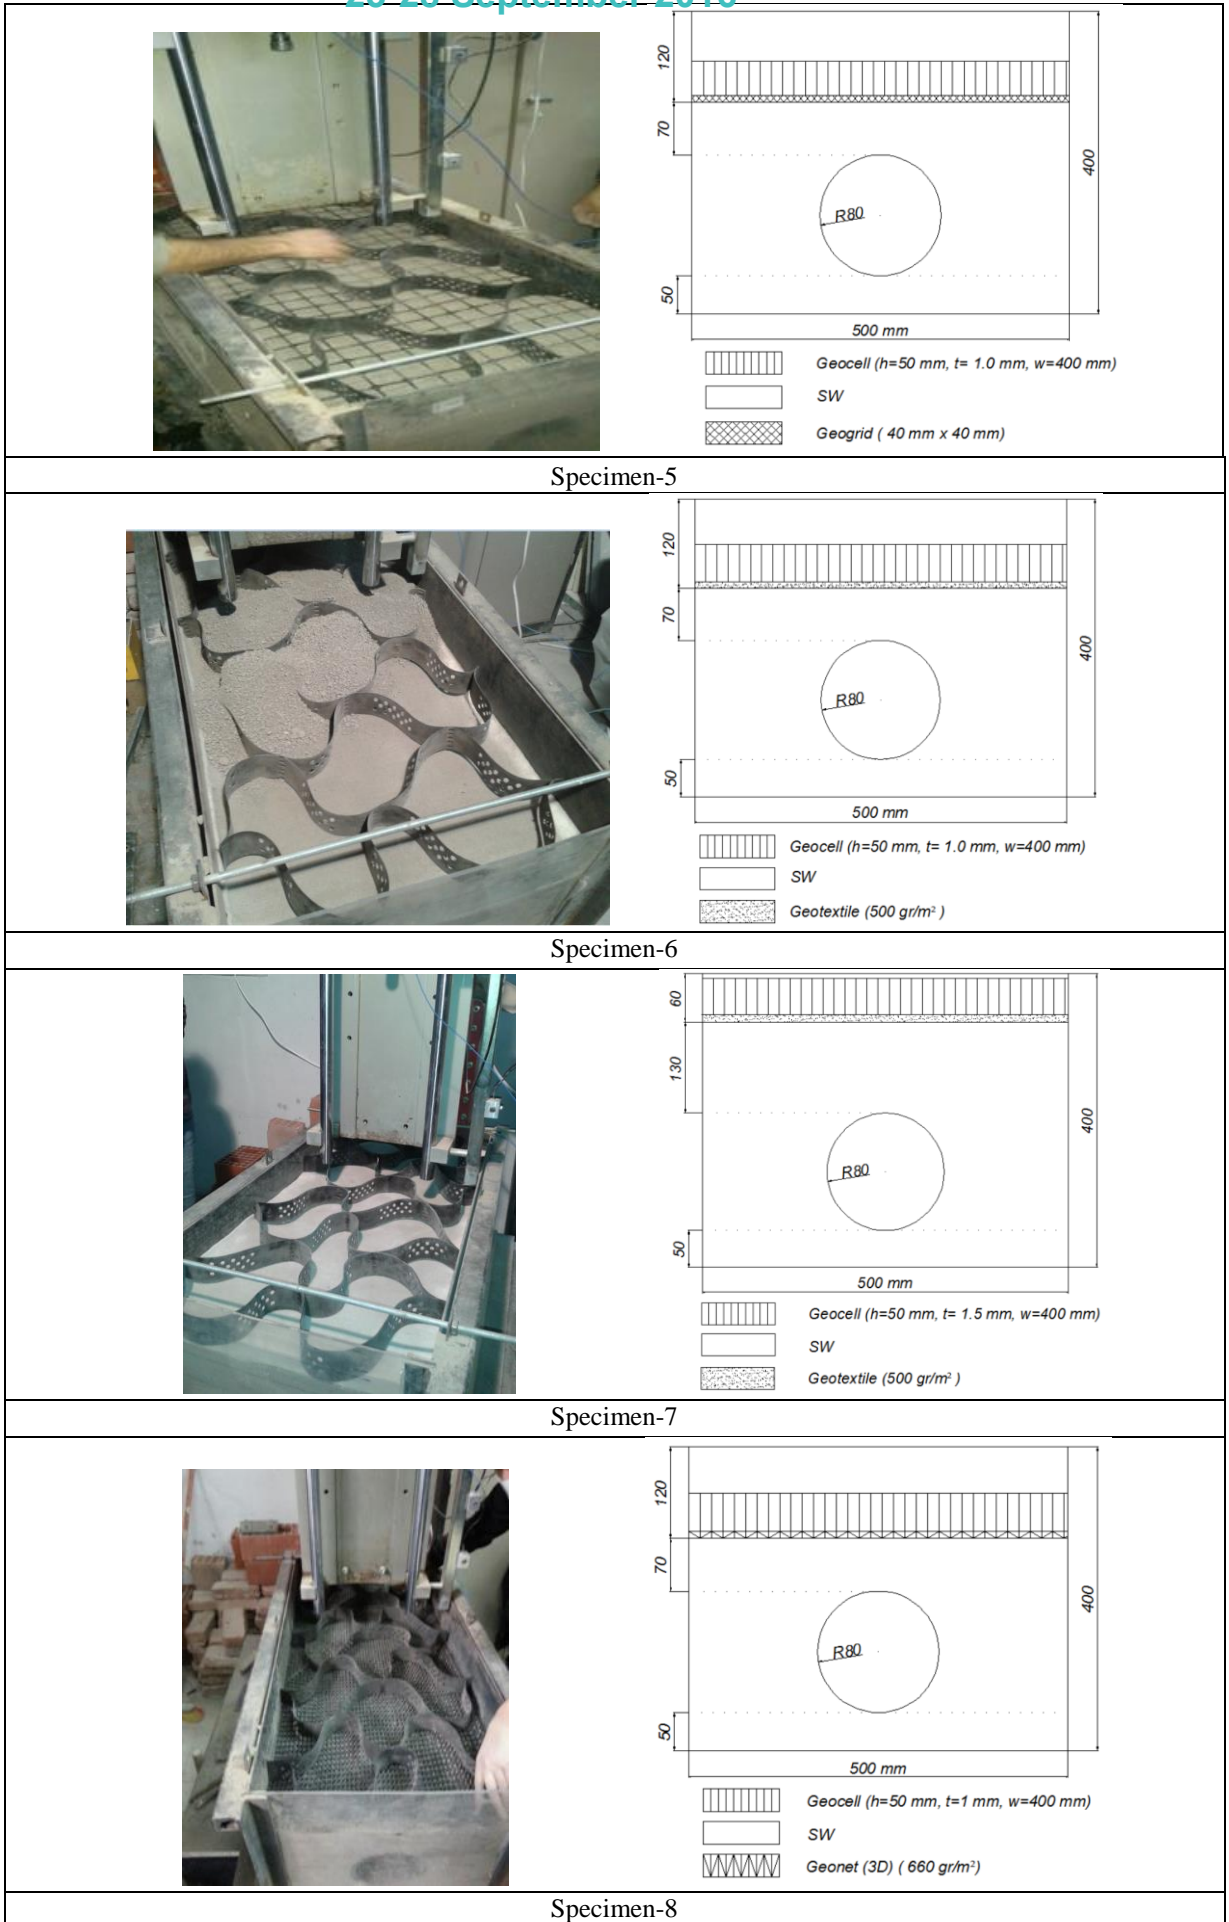 120
70
400
R80
50
500 mm
Geocell (h=50 mm, t= 1.0 mm, w=400 mm)
SW
Geogrid ( 40 mm x 40 mm)
Specimen-5
120
70
400
R80
50
500 mm
Geocell (h=50 mm, t= 1.0 mm, w=400 mm)
SW
Geotextile (500 gr/m² )
Specimen-6
60
130
400
R80
50
500 mm
Geocell (h=50 mm, t= 1.5 mm, w=400 mm)
SW
Geotextile (500 gr/m² )
Specimen-7
120
70
400
R80
50
500 mm
Geocell (h=50 mm, t=1 mm, w=400 mm)
SW
Geonet (3D) ( 660 gr/m²)
Specimen-8